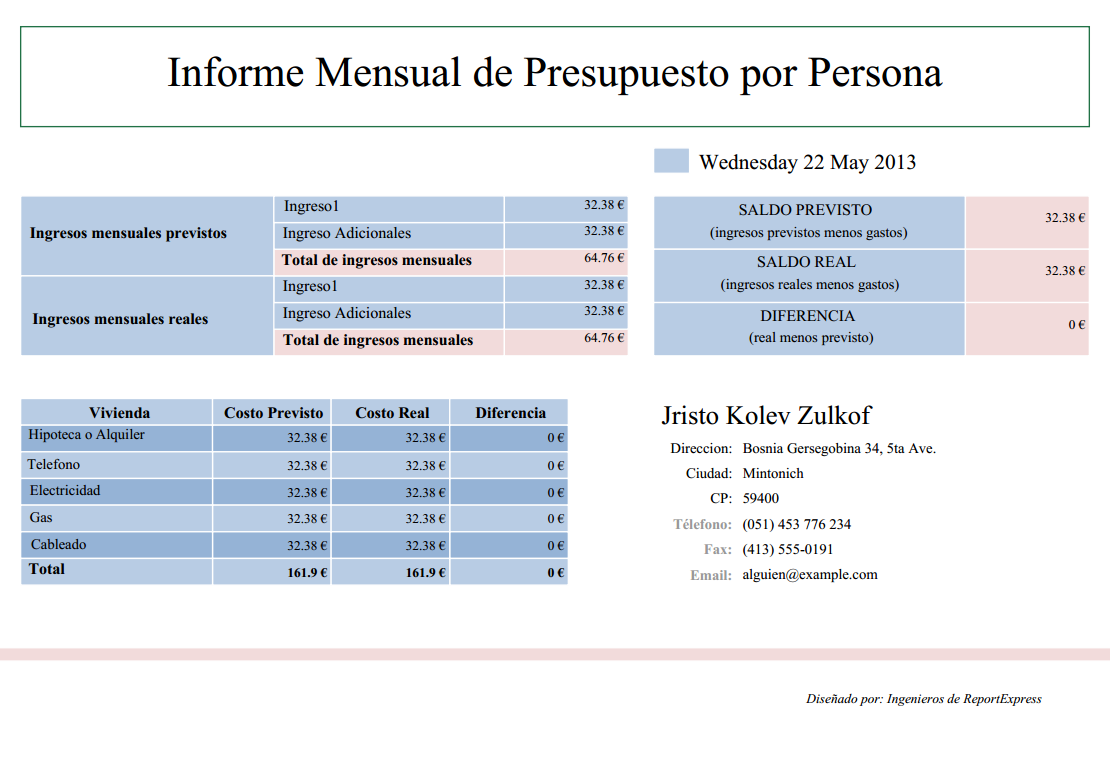 Informe Mensual de Presupuesto por Persona
Wednesday 22 May 2013
Ingresos mensuales previstos
Ingreso1 32.38 €
Ingreso Adicionales 32.38 €
Total de ingresos mensuales 64.76 €
Ingresos mensuales reales
Ingreso1 32.38 €
Ingreso Adicionales 32.38 €
Total de ingresos mensuales 64.76 €
SALDO PREVISTO 32.38 €
(ingresos previstos menos gastos)
SALDO REAL 32.38 €
(ingresos reales menos gastos)
DIFERENCIA 0 €
(real menos previsto)
Vivienda Costo Previsto Costo Real Diferencia
Hipoteca o Alquiler 32.38 € 32.38 € 0 €
Telefono 32.38 € 32.38 € 0 €
Electricidad 32.38 € 32.38 € 0 €
Gas 32.38 € 32.38 € 0 €
Cableado 32.38 € 32.38 € 0 €
Total 161.9 € 161.9 € 0 €
Jristo Kolev Zulkof
Direccion: Bosnia Gersegobina 34, 5ta Ave.
Ciudad: Mintonich
CP: 59400
Télefono: (051) 453 776 234
Fax: (413) 555-0191
Email: alguien@example.com
Diseñado por: Ingenieros de ReportExpress